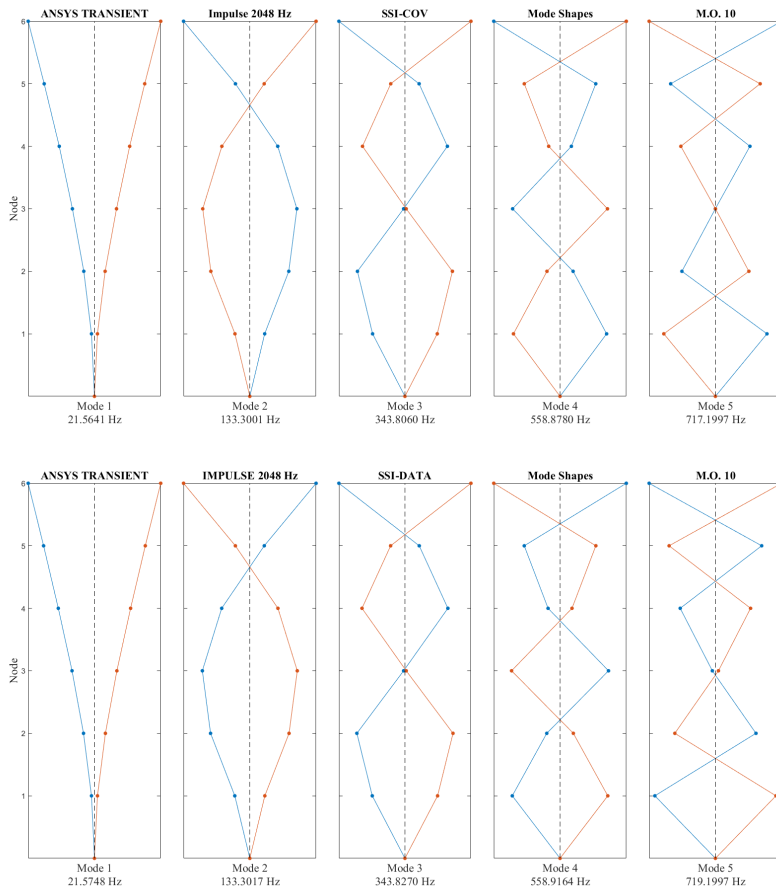 ANSYS TRANSIENT Impulse 2048 Hz SSI-COV Mode Shapes M.O. 10
6
5
4
Node
3
2
1
Mode 1 Mode 2 Mode 3 Mode 4 Mode 5
21.5641 Hz 133.3001 Hz 343.8060 Hz 558.8780 Hz 717.1997 Hz
ANSYS TRANSIENT IMPULSE 2048 Hz SSI-DATA Mode Shapes M.O. 10
6
5
4
Node
3
2
1
Mode 1 Mode 2 Mode 3 Mode 4 Mode 5
21.5748 Hz 133.3017 Hz 343.8270 Hz 558.9164 Hz 719.1997 Hz